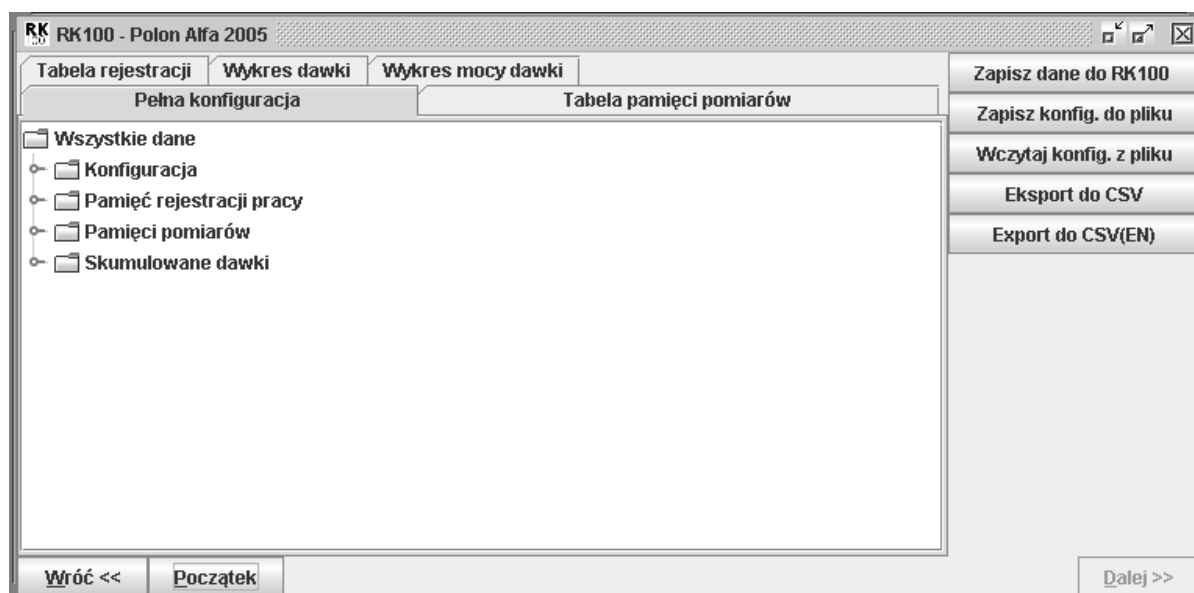 RK100 - Polon Alfa 2005
Tabela rejestracji
Wykres dawki
Wykres mocy dawki
Pełna konfiguracja
Tabela pamięci pomiarów
Wszystkie dane
Konfiguracja
Pamięć rejestracji pracy
Pamięci pomiarów
Skumulowane dawki
Zapisz dane do RK100
Zapisz konfig. do pliku
Wczytaj konfig. z pliku
Eksport do CSV
Export do CSV(EN)
Wróć <<
Początek
Dalej >>